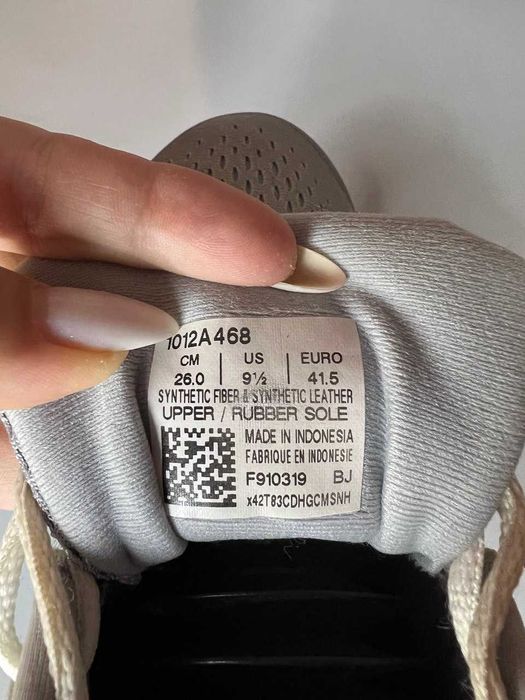 1012A468
CM US EURO
26.0 9½ 41.5
SYNTHETIC FIBER & SYNTHETIC LEATHER
UPPER / RUBBER SOLE
MADE IN INDONESIA
FABRIQUE EN INDONESIE
F910319 BJ
x42T83CDHGCMSNH